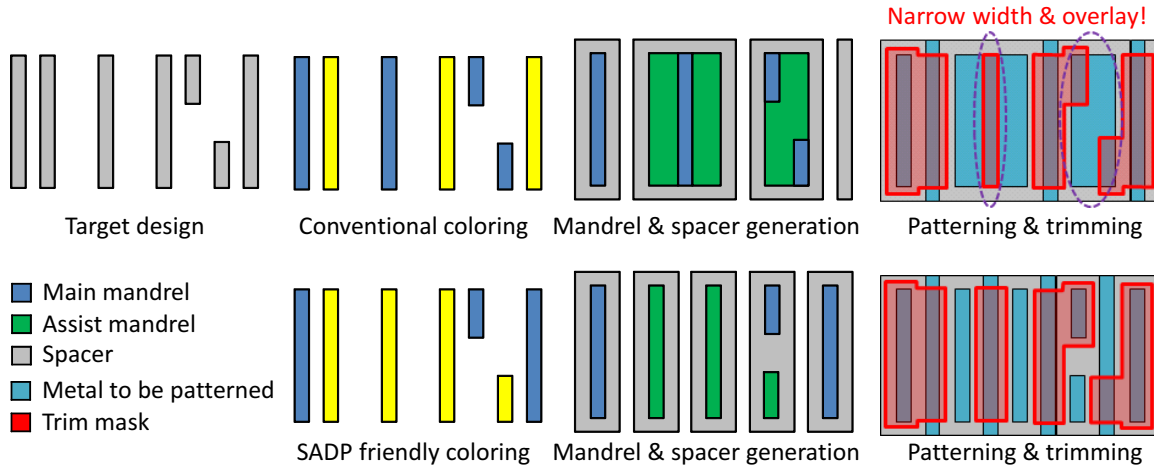 Narrow width & overlay!
Target design
Conventional coloring
Mandrel & spacer generation
Patterning & trimming
Main mandrel
Assist mandrel
Spacer
Metal to be patterned
Trim mask
SADP friendly coloring
Mandrel & spacer generation
Patterning & trimming